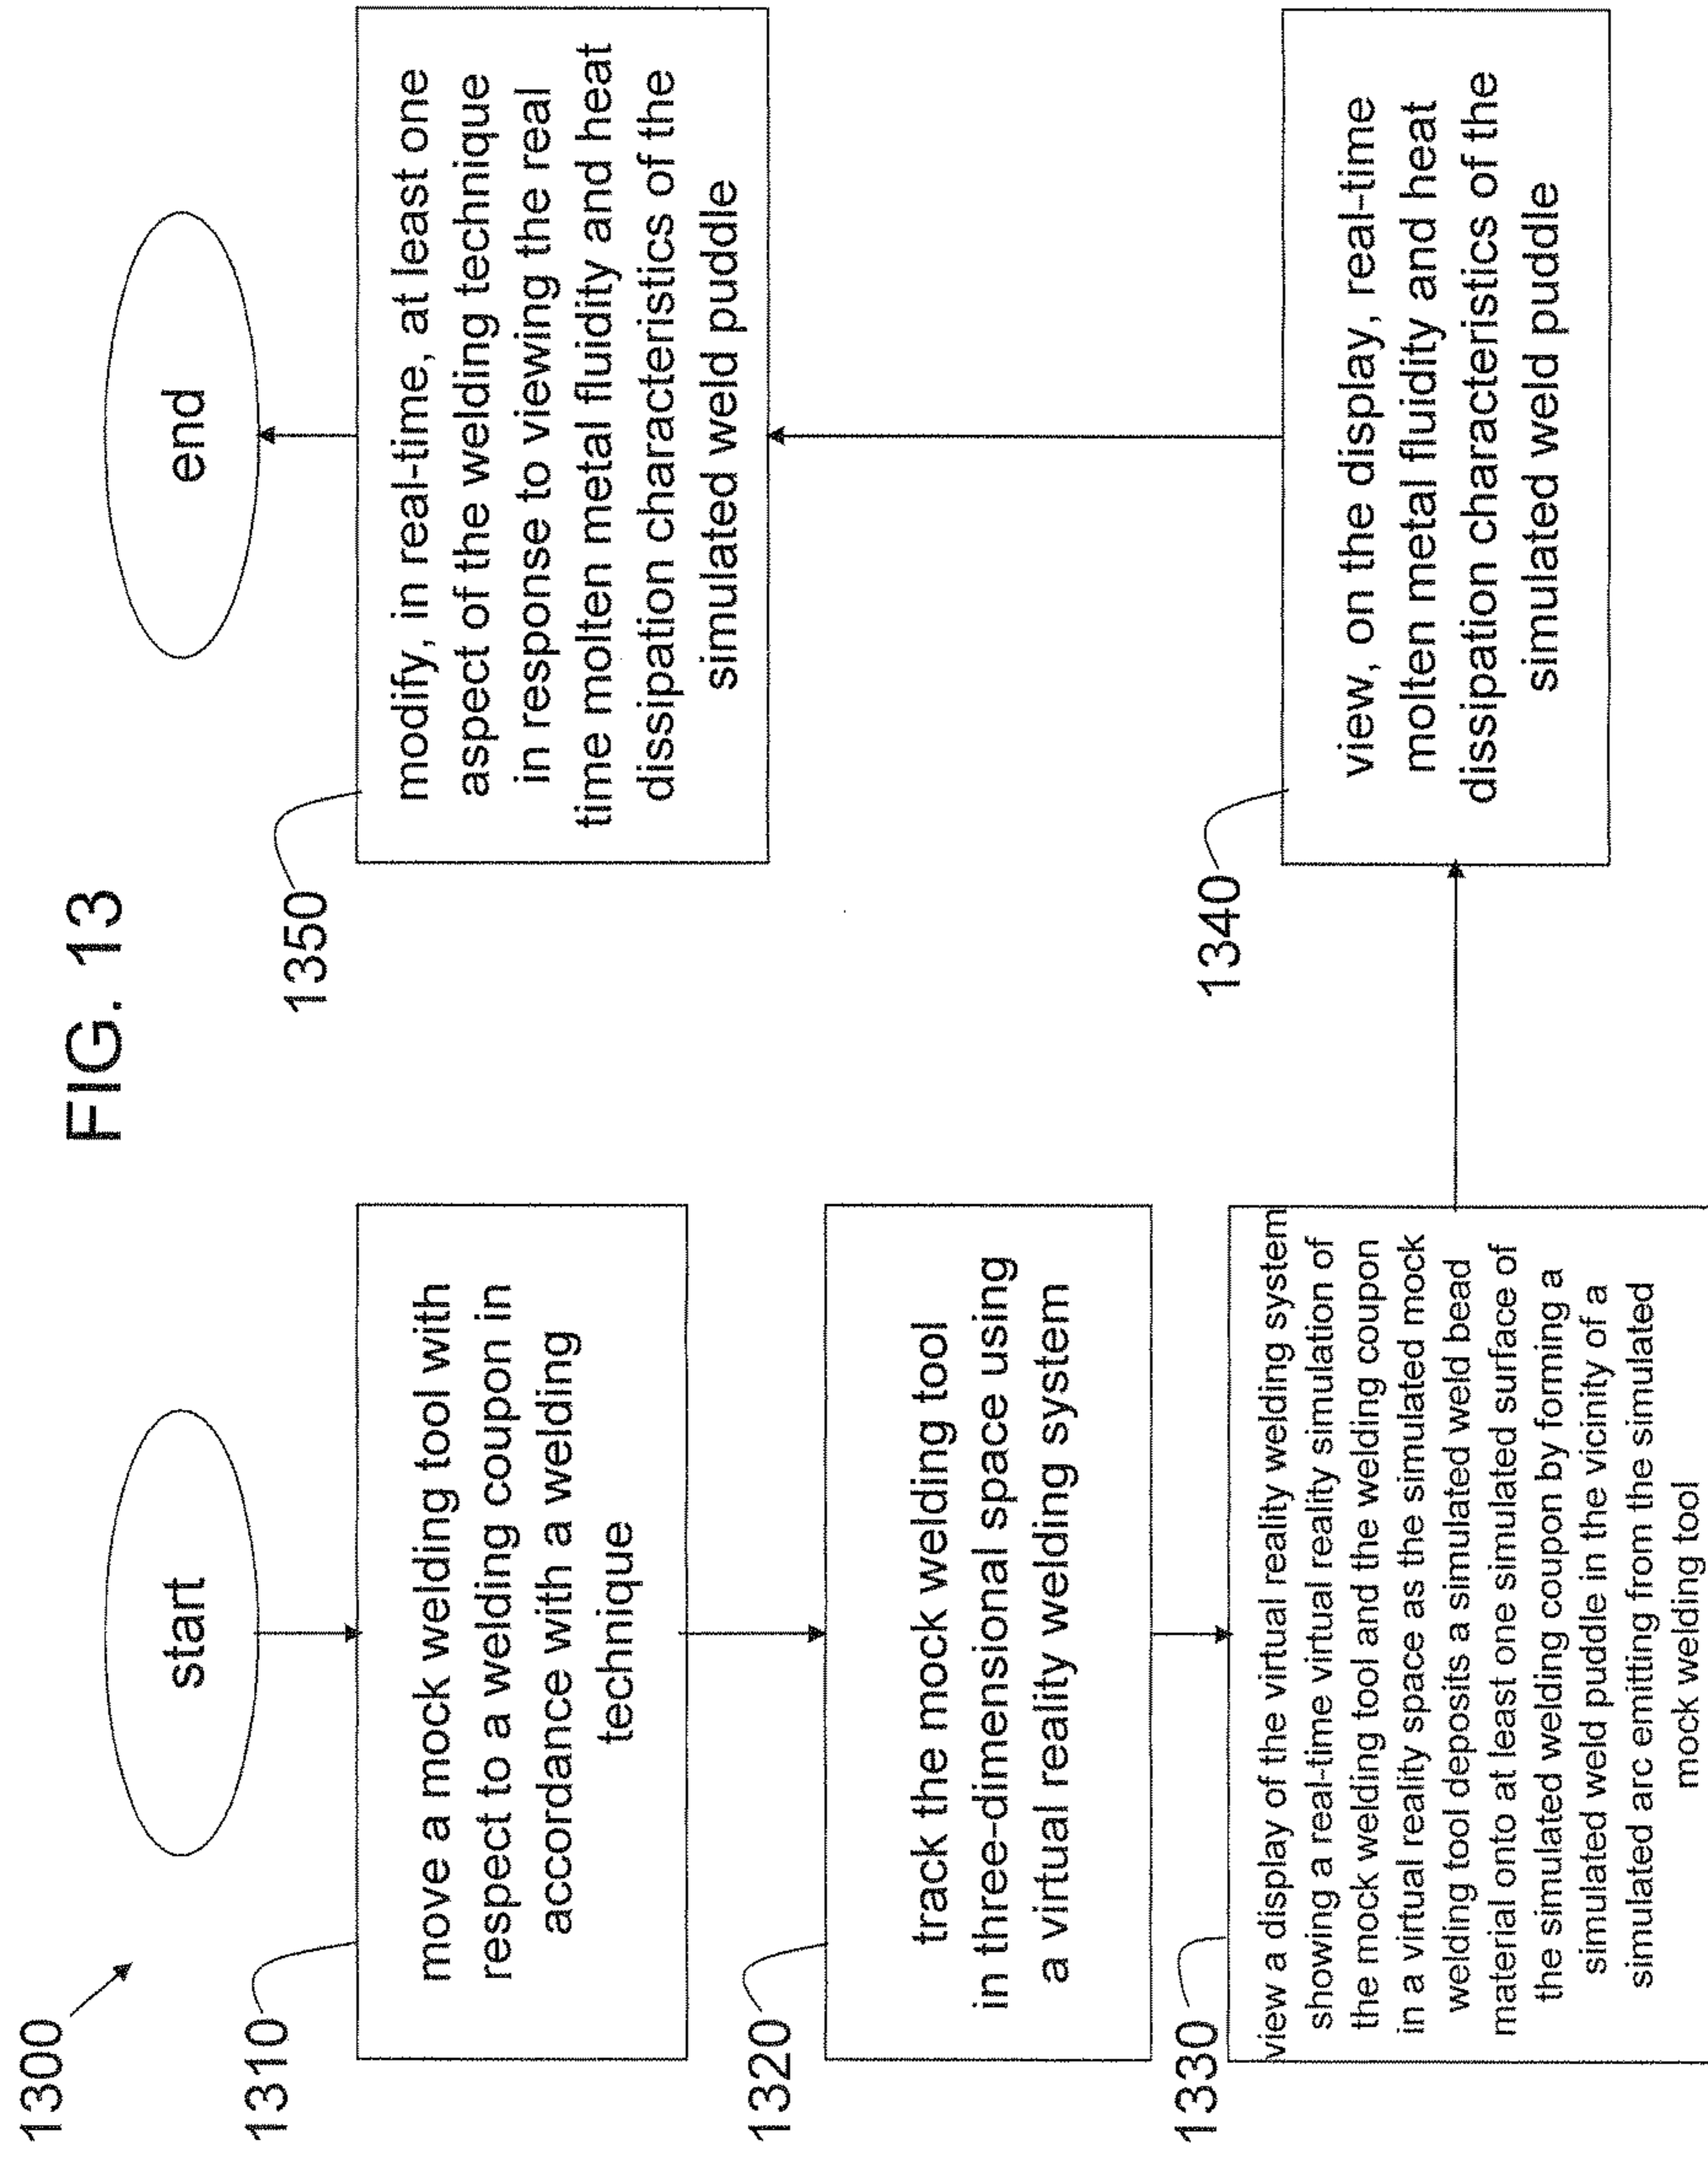 FIG. 13
1300
start
1310
move a mock welding tool with
respect to a welding coupon in
accordance with a welding
technique
1320
track the mock welding tool
in three-dimensional space using
a virtual reality welding system
1330
view a display of the virtual reality welding system
showing a real-time virtual reality simulation of
the mock welding tool and the welding coupon
in a virtual reality space as the simulated mock
welding tool deposits a simulated weld bead
material onto at least one simulated surface of
the simulated welding coupon by forming a
simulated weld puddle in the vicinity of a
simulated arc emitting from the simulated
mock welding tool
1340
view, on the display, real-time
molten metal fluidity and heat
dissipation characteristics of the
simulated weld puddle
1350
modify, in real-time, at least one
aspect of the welding technique
in response to viewing the real
time molten metal fluidity and heat
dissipation characteristics of the
simulated weld puddle
end